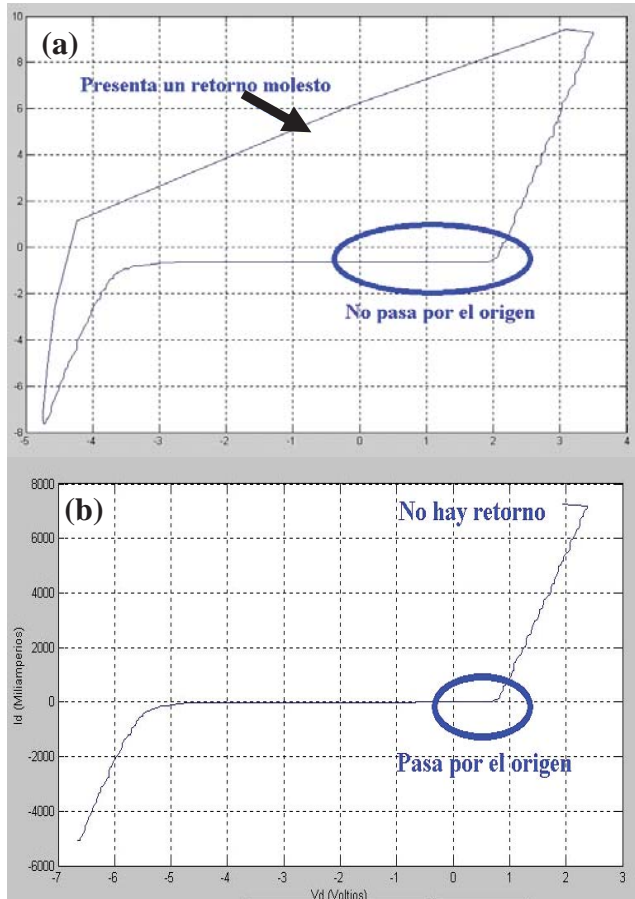 10
(a)
8
Presenta un retorno molesto
6
4
2
0
-2
No pasa por el origen
-4
-6
-8
-5 -4 -3 -2 -1 0 1 2 3 4
8000
(b)
No hay retorno
6000
4000
2000
Id (Miliamperios)
0
Pasa por el origen
-2000
-4000
-6000
-7 -6 -5 -4 -3 -2 -1 0 1 2 3
Vd (Voltios)